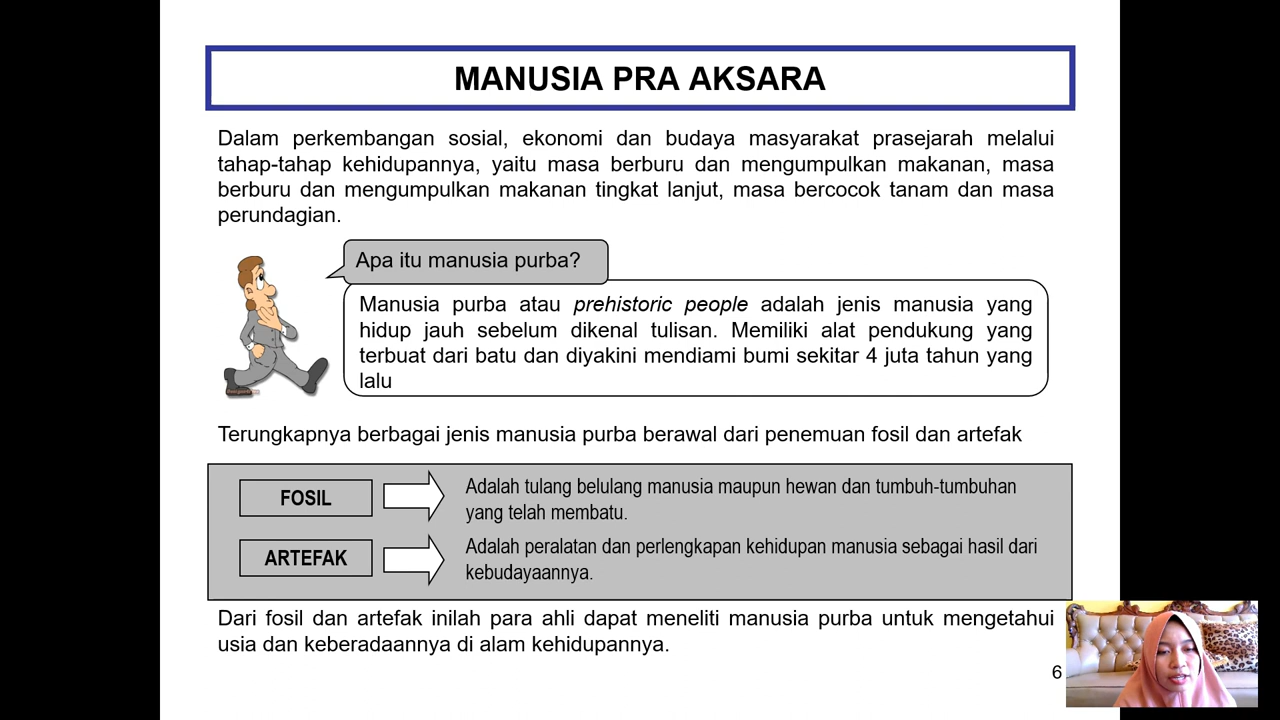 MANUSIA PRA AKSARA
Dalam perkembangan sosial, ekonomi dan budaya masyarakat prasejarah melalui
tahap-tahap kehidupannya, yaitu masa berburu dan mengumpulkan makanan, masa
berburu dan mengumpulkan makanan tingkat lanjut, masa bercocok tanam dan masa
perundagian.
Apa itu manusia purba?
Manusia purba atau prehistoric people adalah jenis manusia yang
hidup jauh sebelum dikenal tulisan. Memiliki alat pendukung yang
terbuat dari batu dan diyakini mendiami bumi sekitar 4 juta tahun yang
lalu
Terungkapnya berbagai jenis manusia purba berawal dari penemuan fosil dan artefak
FOSIL
Adalah tulang belulang manusia maupun hewan dan tumbuh-tumbuhan
yang telah membatu.
ARTEFAK
Adalah peralatan dan perlengkapan kehidupan manusia sebagai hasil dari
kebudayaannya.
Dari fosil dan artefak inilah para ahli dapat meneliti manusia purba untuk mengetahui
usia dan keberadaannya di alam kehidupannya.
6